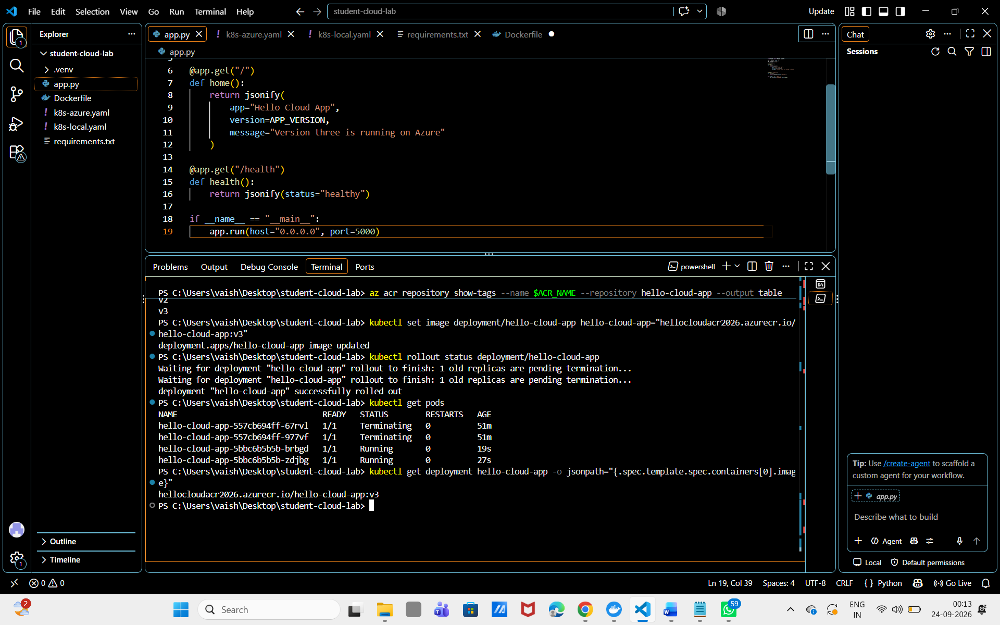 File Edit Selection View Go Run Terminal Help
student-cloud-lab
Update
Explorer
student-cloud-lab
.venv
app.py
Dockerfile
k8s-azure.yaml
k8s-local.yaml
requirements.txt
Outline
Timeline
app.py
k8s-azure.yaml
k8s-local.yaml
requirements.txt
Dockerfile
app.py
6 @app.get("/")
7 def home():
8 return jsonify(
9 app="Hello Cloud App",
10 version=APP_VERSION,
11 message="Version three is running on Azure"
12 )
13
14 @app.get("/health")
15 def health():
16 return jsonify(status="healthy")
17
18 if __name__ == "__main__":
19 app.run(host="0.0.0.0", port=5000)
Problems Output Debug Console Terminal Ports
powershell
PS C:\Users\vaish\Desktop\student-cloud-lab> az acr repository show-tags --name $ACR_NAME --repository hello-cloud-app --output table
v2
v3
PS C:\Users\vaish\Desktop\student-cloud-lab> kubectl set image deployment/hello-cloud-app hello-cloud-app="hellocloudacr2026.azurecr.io/
hello-cloud-app:v3"
deployment.apps/hello-cloud-app image updated
PS C:\Users\vaish\Desktop\student-cloud-lab> kubectl rollout status deployment/hello-cloud-app
Waiting for deployment "hello-cloud-app" rollout to finish: 1 old replicas are pending termination...
Waiting for deployment "hello-cloud-app" rollout to finish: 1 old replicas are pending termination...
deployment "hello-cloud-app" successfully rolled out
PS C:\Users\vaish\Desktop\student-cloud-lab> kubectl get pods
NAME READY STATUS RESTARTS AGE
hello-cloud-app-557cb694ff-67rvl 1/1 Terminating 0 51m
hello-cloud-app-557cb694ff-977vf 1/1 Terminating 0 51m
hello-cloud-app-5bbc6b5b5b-brbgd 1/1 Running 0 19s
hello-cloud-app-5bbc6b5b5b-zdjbg 1/1 Running 0 27s
PS C:\Users\vaish\Desktop\student-cloud-lab> kubectl get deployment hello-cloud-app -o jsonpath="{.spec.template.spec.containers[0].imag
e}"
hellocloudacr2026.azurecr.io/hello-cloud-app:v3
PS C:\Users\vaish\Desktop\student-cloud-lab>
Chat
Sessions
Tip: Use /create-agent to scaffold a
custom agent for your workflow.
app.py
Describe what to build
Agent
Local Default permissions
0 0
Ln 19, Col 39 Spaces: 4 UTF-8 CRLF { } Python Go Live
2
Search
59
ENG
IN
00:13
24-09-2026